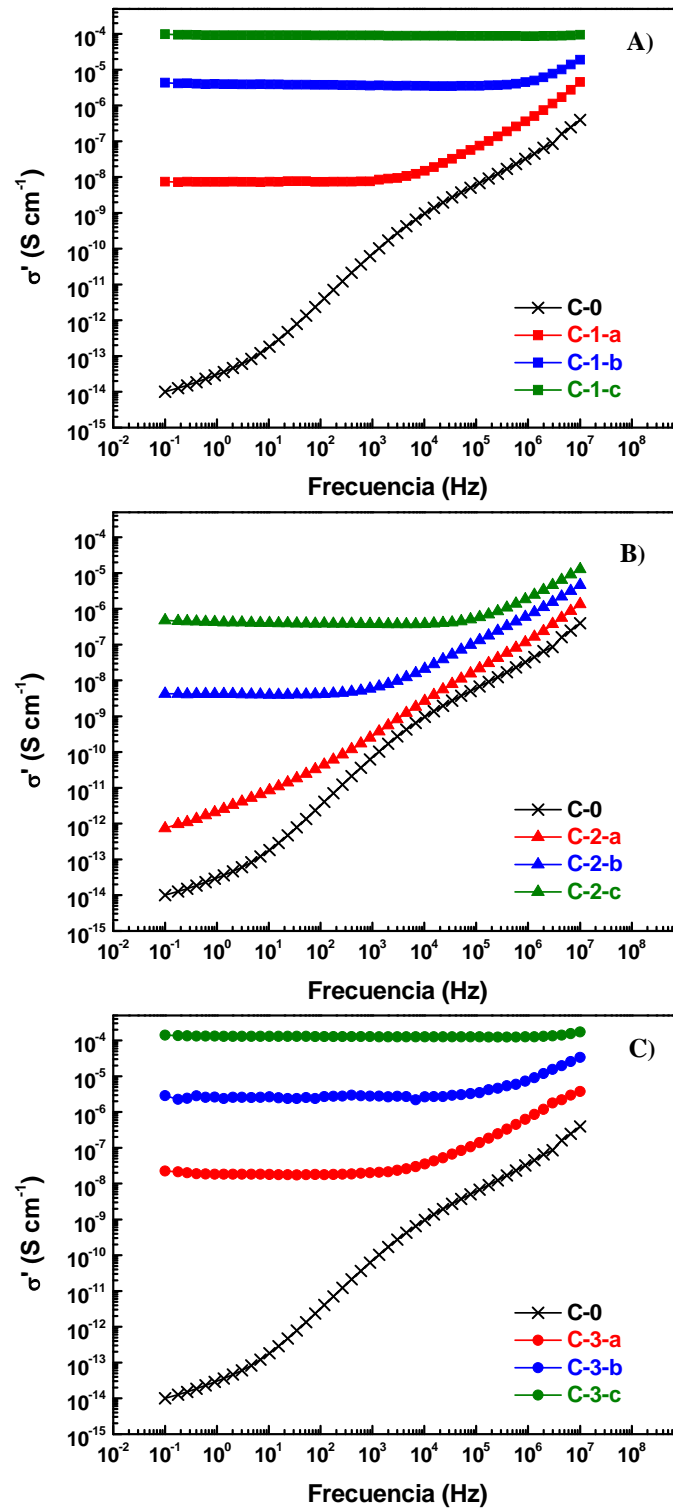 A)
10⁻⁴
10⁻⁵
10⁻⁶
10⁻⁷
10⁻⁸
10⁻⁹
10⁻¹⁰
10⁻¹¹
10⁻¹²
10⁻¹³
10⁻¹⁴
10⁻¹⁵
σ' (S cm⁻¹)
C-0
C-1-a
C-1-b
C-1-c
10⁻² 10⁻¹ 10⁰ 10¹ 10² 10³ 10⁴ 10⁵ 10⁶ 10⁷ 10⁸
Frecuencia (Hz)
B)
10⁻⁴
10⁻⁵
10⁻⁶
10⁻⁷
10⁻⁸
10⁻⁹
10⁻¹⁰
10⁻¹¹
10⁻¹²
10⁻¹³
10⁻¹⁴
10⁻¹⁵
σ' (S cm⁻¹)
C-0
C-2-a
C-2-b
C-2-c
10⁻² 10⁻¹ 10⁰ 10¹ 10² 10³ 10⁴ 10⁵ 10⁶ 10⁷ 10⁸
Frecuencia (Hz)
C)
10⁻⁴
10⁻⁵
10⁻⁶
10⁻⁷
10⁻⁸
10⁻⁹
10⁻¹⁰
10⁻¹¹
10⁻¹²
10⁻¹³
10⁻¹⁴
10⁻¹⁵
σ' (S cm⁻¹)
C-0
C-3-a
C-3-b
C-3-c
10⁻² 10⁻¹ 10⁰ 10¹ 10² 10³ 10⁴ 10⁵ 10⁶ 10⁷ 10⁸
Frecuencia (Hz)